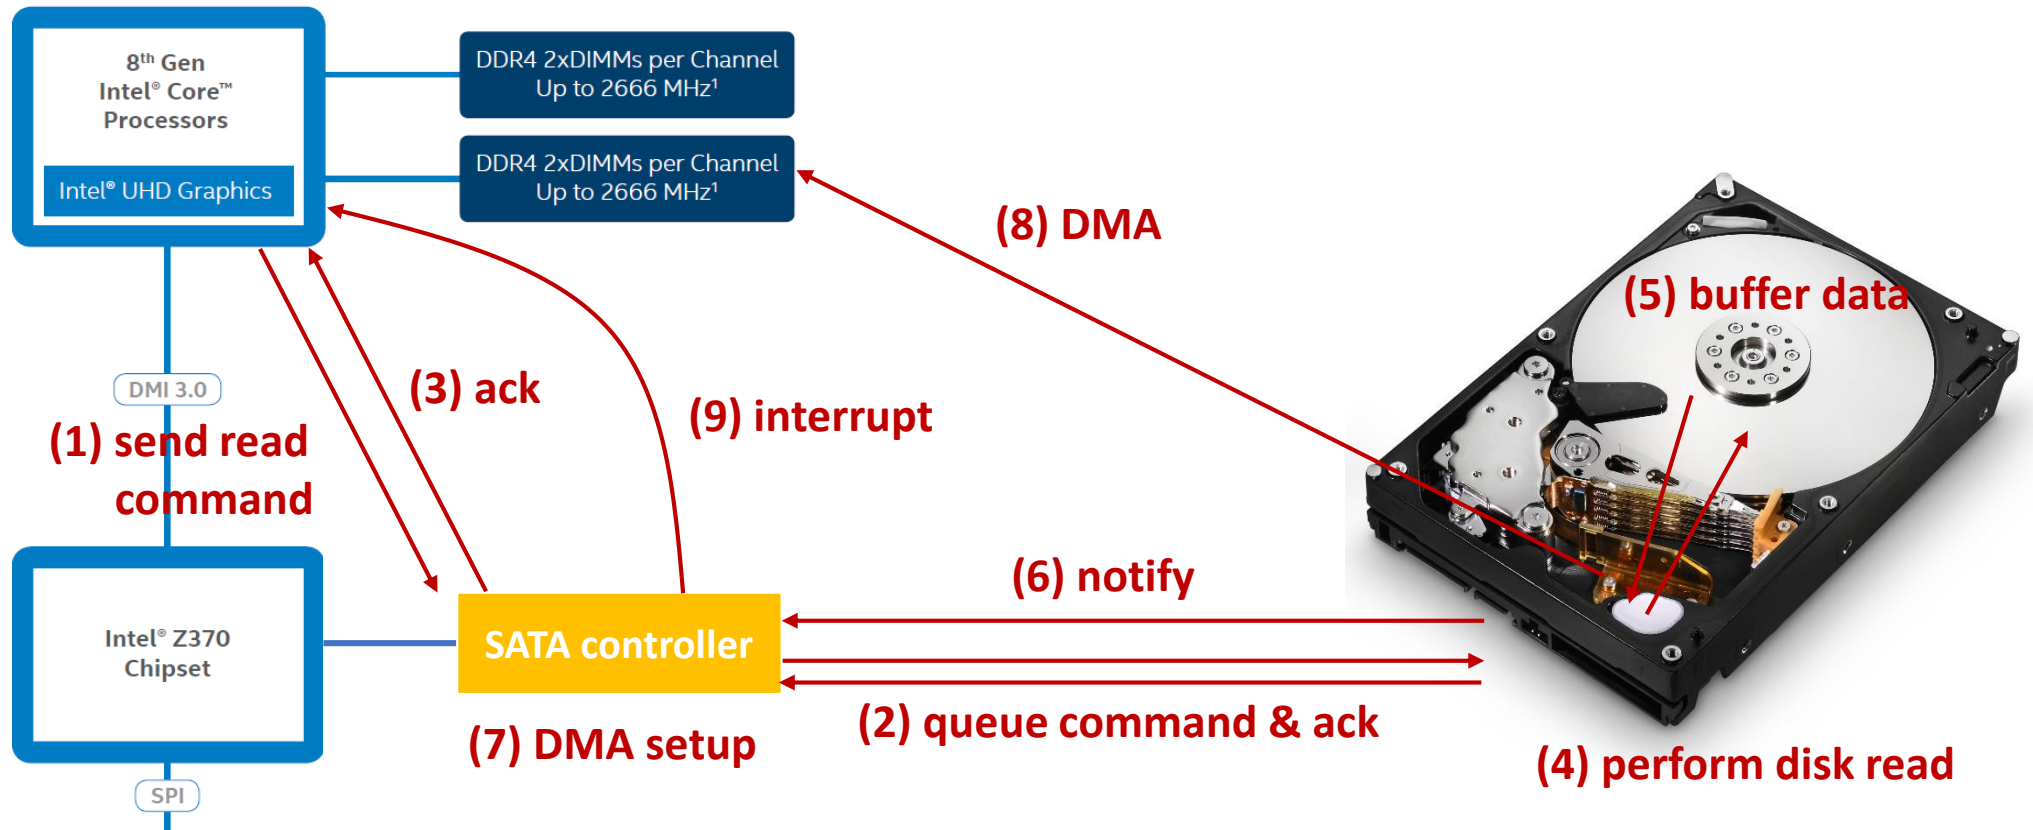 8th Gen
Intel® Core™
Processors
Intel® UHD Graphics
DDR4 2xDIMMs per Channel
Up to 2666 MHz¹
DDR4 2xDIMMs per Channel
Up to 2666 MHz¹
(8) DMA
(5) buffer data
DMI 3.0
(3) ack
(9) interrupt
(1) send read
command
(6) notify
Intel® Z370
Chipset
SATA controller
(2) queue command & ack
(7) DMA setup
(4) perform disk read
SPI